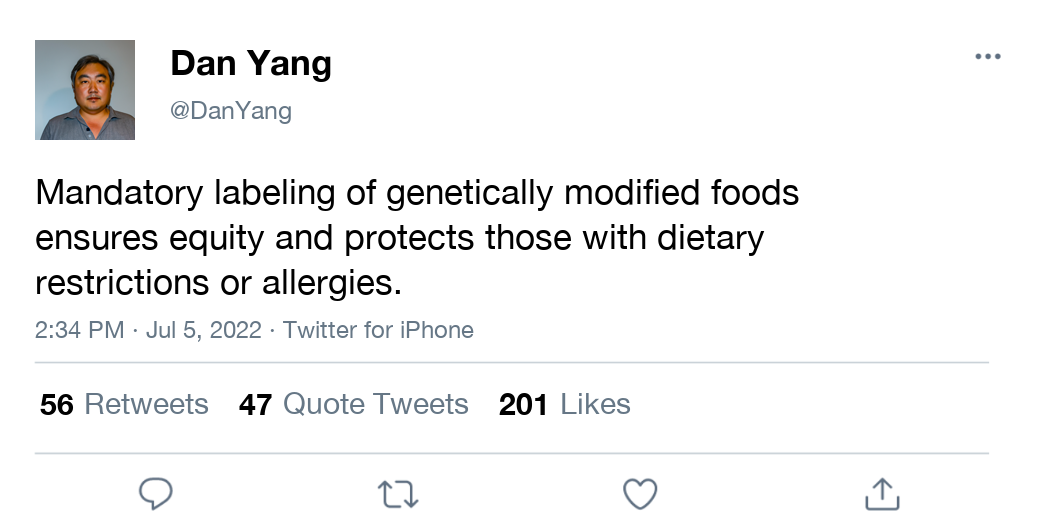 Dan Yang
@DanYang
Mandatory labeling of genetically modified foods
ensures equity and protects those with dietary
restrictions or allergies.
2:34 PM · Jul 5, 2022 · Twitter for iPhone
56 Retweets 47 Quote Tweets 201 Likes